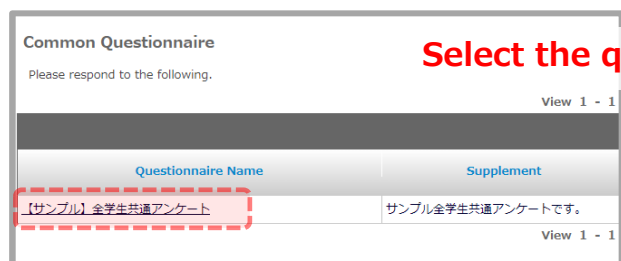 Common Questionnaire
Select the q
Please respond to the following.
View 1 - 1
Questionnaire Name Supplement
【サンプル】全学生共通アンケート サンプル全学生共通アンケートです。
View 1 - 1